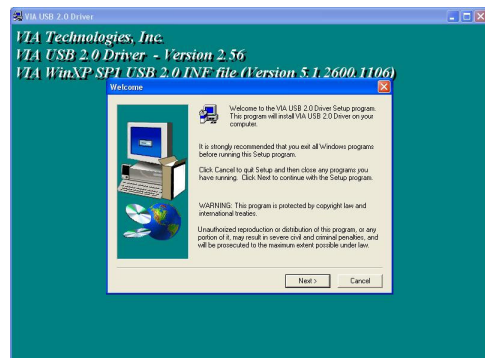 VIA USB 2.0 Driver
VIA Technologies, Inc.
VIA USB 2.0 Driver - Version 2.56
VIA WinXP SP1 USB 2.0 INF file (Version 5.1.2600.1106)
Welcome
Welcome to the VIA USB 2.0 Driver Setup program.
This program will install VIA USB 2.0 Driver on your
computer.
It is strongly recommended that you exit all Windows programs
before running this Setup program.
Click Cancel to quit Setup and then close any programs you
have running. Click Next to continue with the Setup program.
WARNING: This program is protected by copyright law and
international treaties.
Unauthorized reproduction or distribution of this program, or any
portion of it, may result in severe civil and criminal penalties, and
will be prosecuted to the maximum extent possible under law.
Next >
Cancel